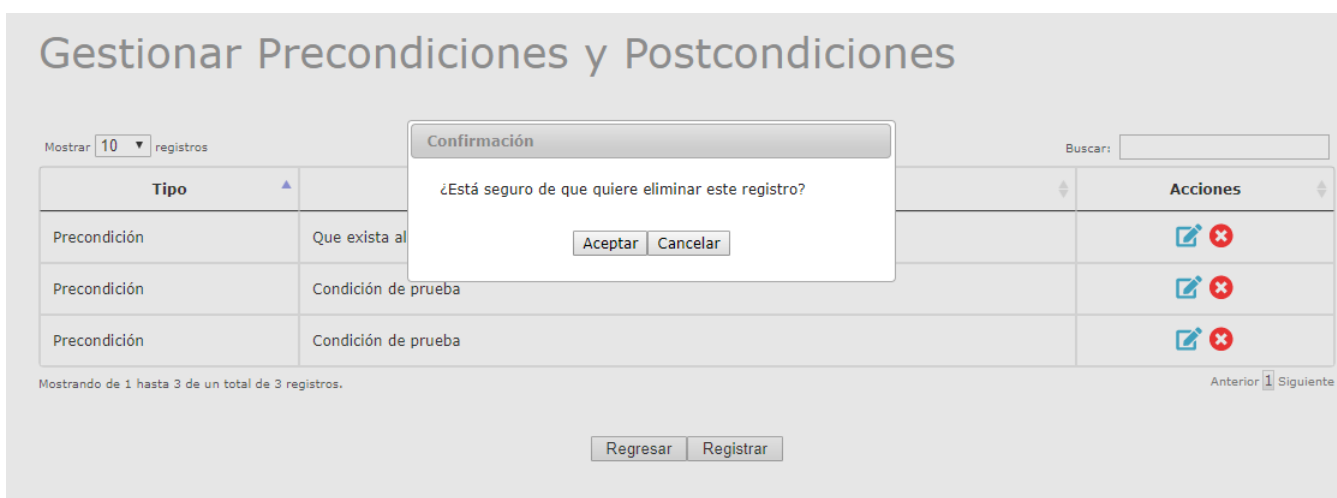 Gestionar Precondiciones y Postcondiciones
Mostrar 10 registros
Buscar:
Confirmación
¿Está seguro de que quiere eliminar este registro?
Aceptar Cancelar
Tipo Acciones
Precondición Que exista al
Precondición Condición de prueba
Precondición Condición de prueba
Mostrando de 1 hasta 3 de un total de 3 registros.
Anterior 1 Siguiente
Regresar Registrar